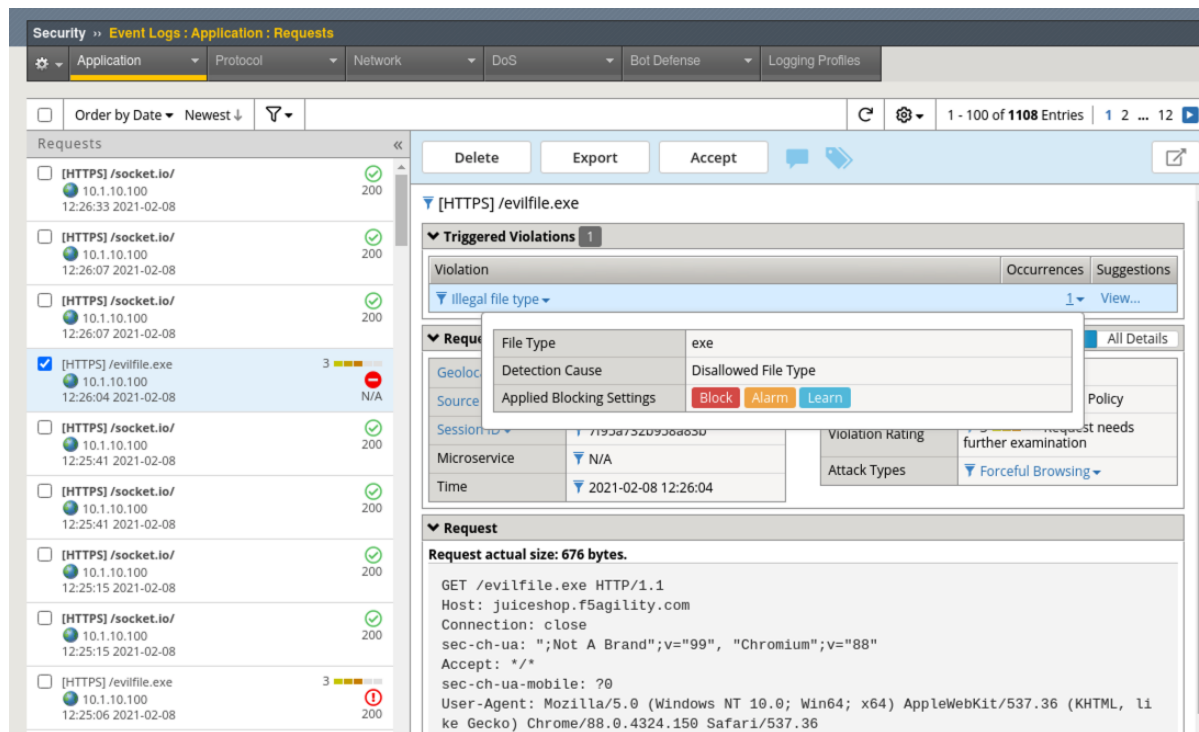 Security ›› Event Logs : Application : Requests
Application Protocol Network DoS Bot Defense Logging Profiles
Order by Date Newest 1 - 100 of 1108 Entries 1 2 ... 12
Requests «
[HTTPS] /socket.io/
10.1.10.100 200
12:26:33 2021-02-08
[HTTPS] /socket.io/
10.1.10.100 200
12:26:07 2021-02-08
[HTTPS] /socket.io/
10.1.10.100 200
12:26:07 2021-02-08
[HTTPS] /evilfile.exe 3
10.1.10.100
12:26:04 2021-02-08 N/A
[HTTPS] /socket.io/
10.1.10.100 200
12:25:41 2021-02-08
[HTTPS] /socket.io/
10.1.10.100 200
12:25:41 2021-02-08
[HTTPS] /socket.io/
10.1.10.100 200
12:25:15 2021-02-08
[HTTPS] /socket.io/
10.1.10.100 200
12:25:15 2021-02-08
[HTTPS] /evilfile.exe 3
10.1.10.100
12:25:06 2021-02-08 200
Delete Export Accept
[HTTPS] /evilfile.exe
Triggered Violations 1
Violation Occurrences Suggestions
Illegal file type 1 View...
File Type exe
Detection Cause Disallowed File Type
Applied Blocking Settings Block Alarm Learn
All Details
Source
Policy
Session
Violation Rating request needs
further examination
Microservice N/A
Attack Types Forceful Browsing
Time 2021-02-08 12:26:04
Request
Request actual size: 676 bytes.
GET /evilfile.exe HTTP/1.1
Host: juiceshop.f5agility.com
Connection: close
sec-ch-ua: ";Not A Brand";v="99", "Chromium";v="88"
Accept: */*
sec-ch-ua-mobile: ?0
User-Agent: Mozilla/5.0 (Windows NT 10.0; Win64; x64) AppleWebKit/537.36 (KHTML, li
ke Gecko) Chrome/88.0.4324.150 Safari/537.36